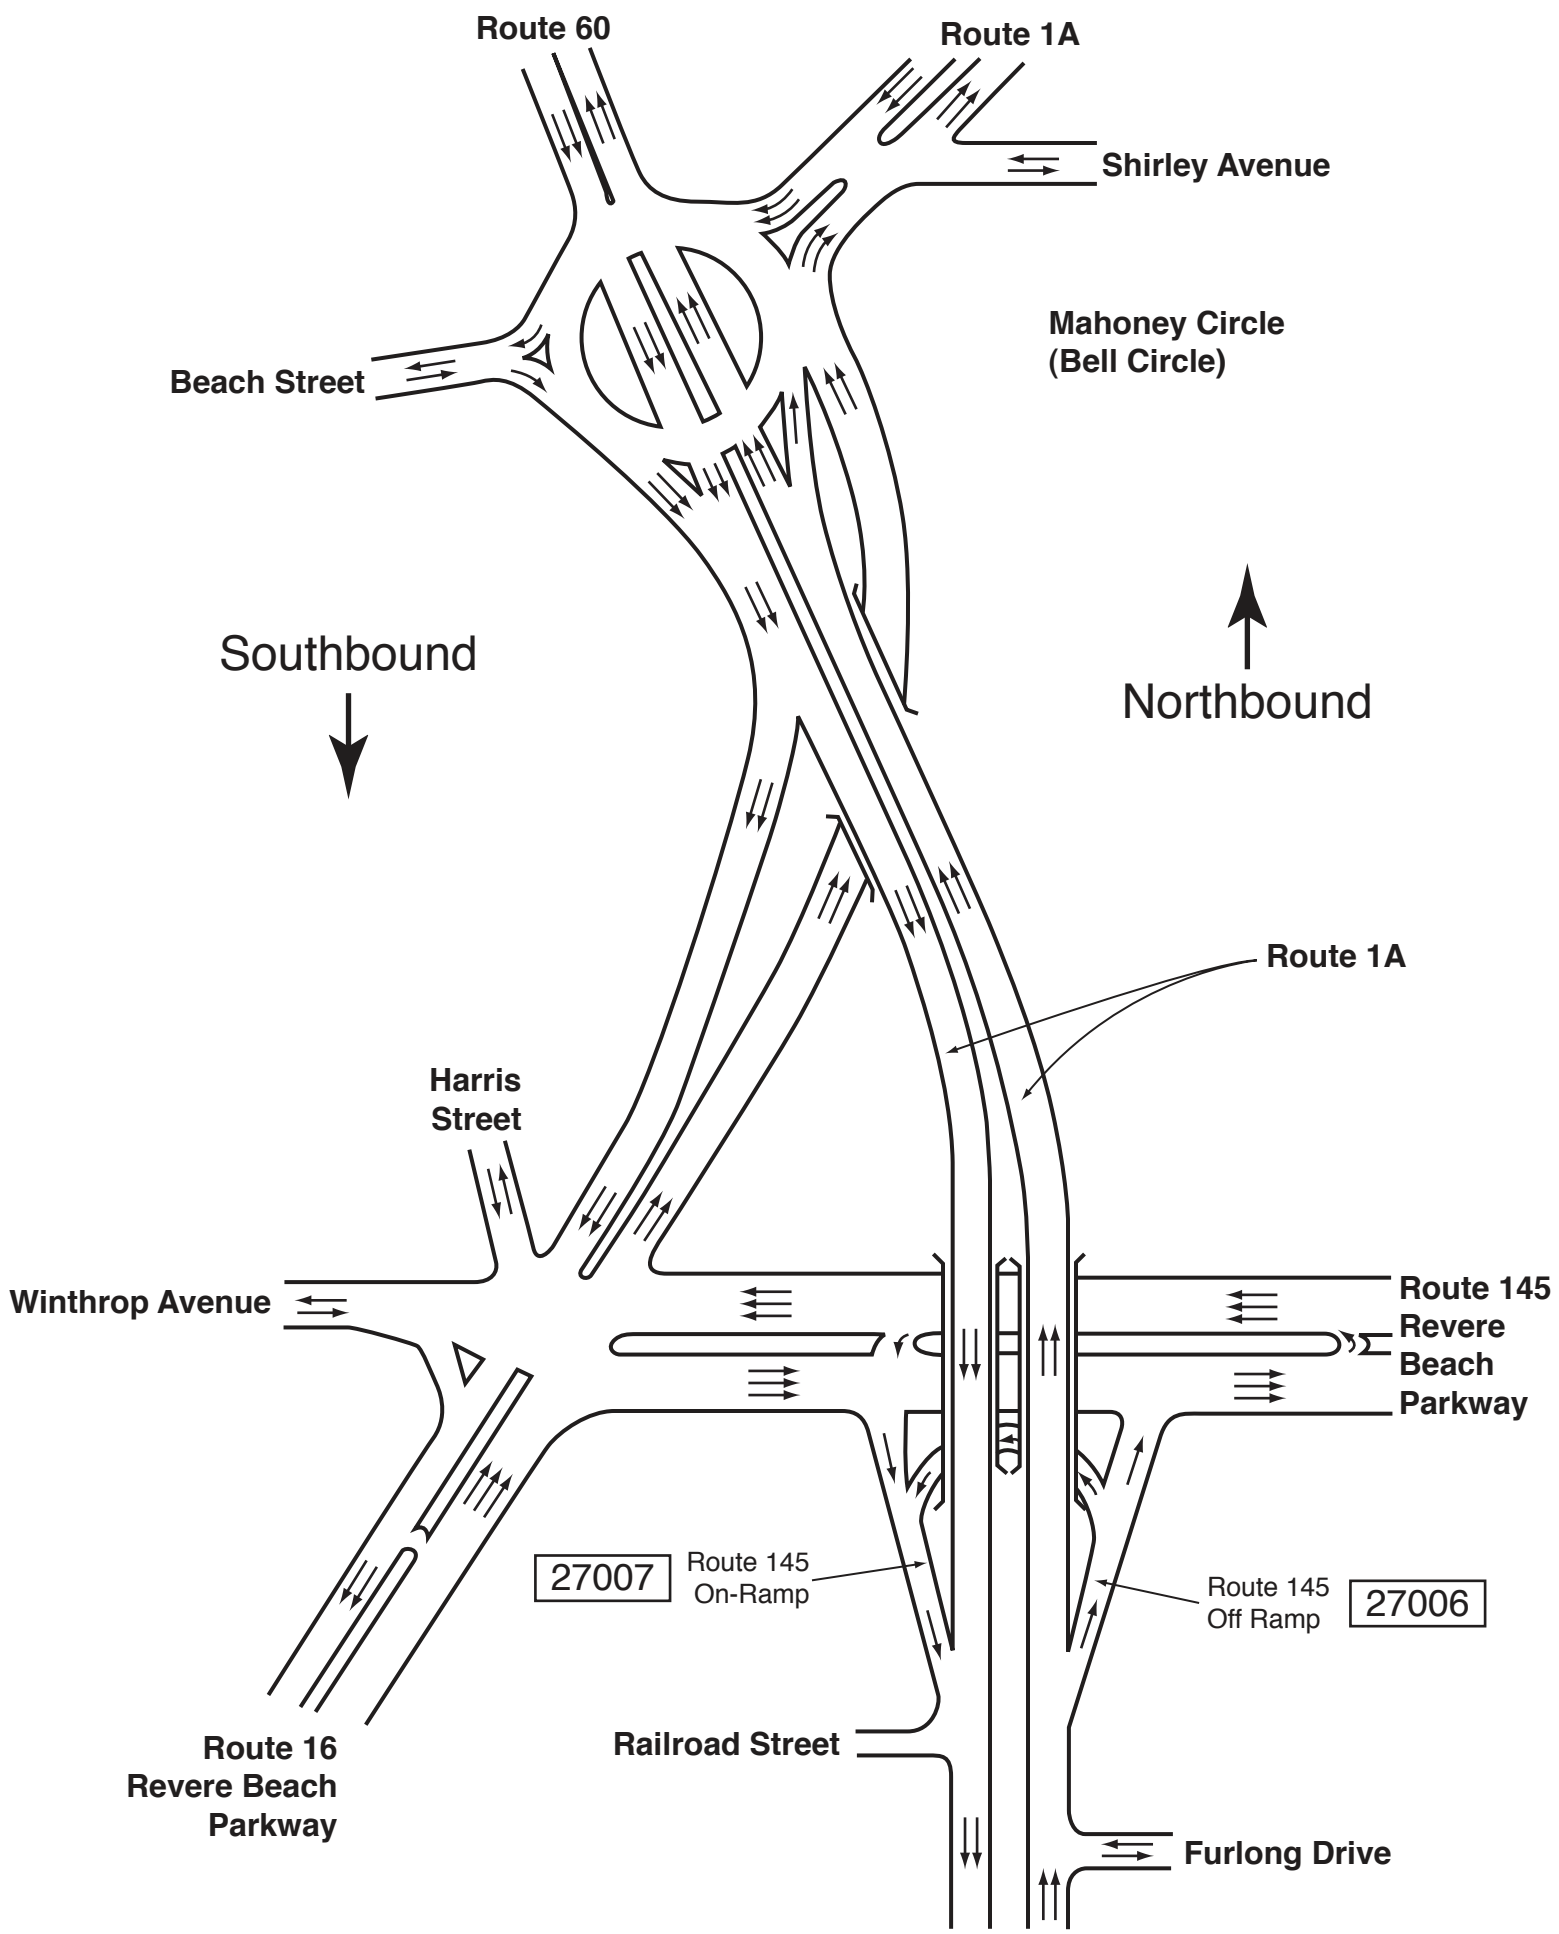 Route 60
Route 1A
Shirley Avenue
Mahoney Circle
(Bell Circle)
Beach Street
Southbound
Northbound
Route 1A
Harris
Street
Winthrop Avenue
Route 145
Revere
Beach
Parkway
27007
Route 145
On-Ramp
Route 145
Off Ramp
27006
Railroad Street
Route 16
Revere Beach
Parkway
Furlong Drive